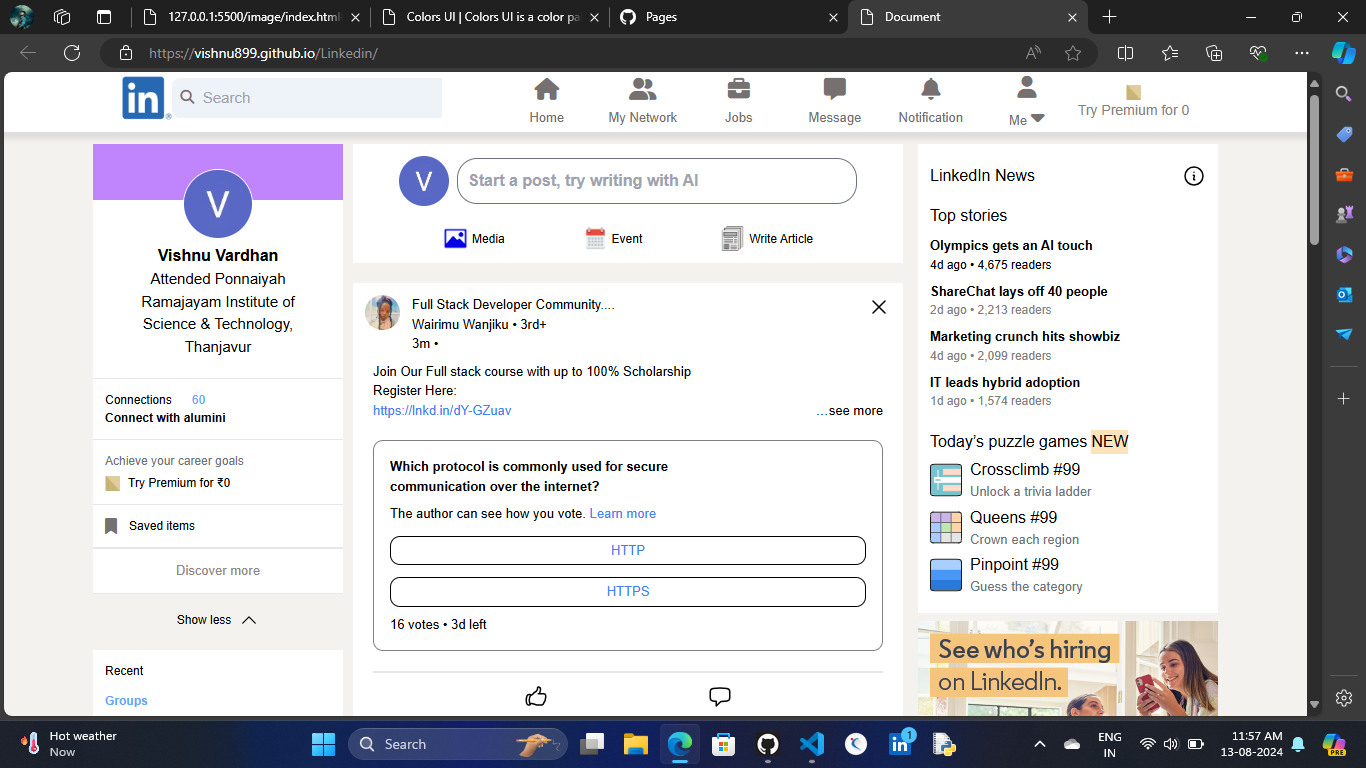 127.0.0.1:5500/image/index.html
Colors UI | Colors UI is a color pa
Pages
Document
https://vishnu899.github.io/Linkedin/
in
Search
Home
My Network
Jobs
Message
Notification
Me
Try Premium for 0
V
Vishnu Vardhan
Attended Ponnaiyah
Ramajayam Institute of
Science & Technology,
Thanjavur
Connections 60
Connect with alumini
Achieve your career goals
Try Premium for ₹0
Saved items
Discover more
Show less
Recent
Groups
V
Start a post, try writing with AI
Media
Event
Write Article
Full Stack Developer Community....
Wairimu Wanjiku • 3rd+
3m •
Join Our Full stack course with up to 100% Scholarship
Register Here:
https://lnkd.in/dY-GZuav
...see more
Which protocol is commonly used for secure
communication over the internet?
The author can see how you vote. Learn more
HTTP
HTTPS
16 votes • 3d left
LinkedIn News
Top stories
Olympics gets an AI touch
4d ago • 4,675 readers
ShareChat lays off 40 people
2d ago • 2,213 readers
Marketing crunch hits showbiz
4d ago • 2,099 readers
IT leads hybrid adoption
1d ago • 1,574 readers
Today's puzzle games NEW
Crossclimb #99
Unlock a trivia ladder
Queens #99
Crown each region
Pinpoint #99
Guess the category
See who's hiring
on LinkedIn.
Hot weather
Now
Search
in
1
ENG
IN
11:57 AM
13-08-2024
PRE